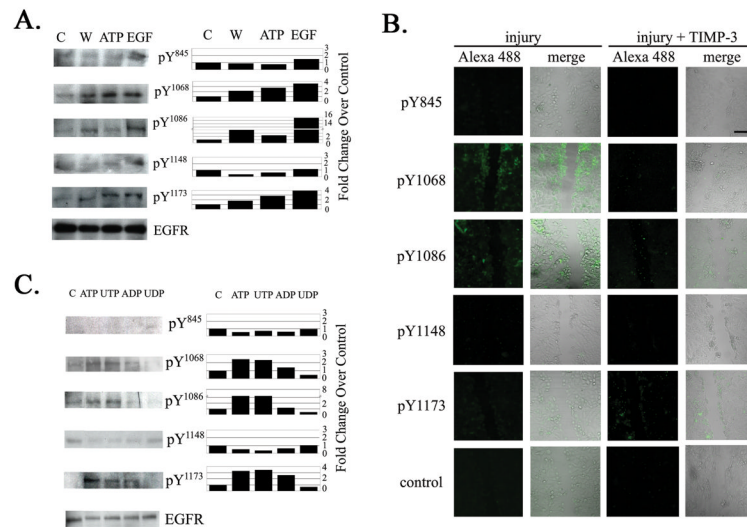 A.
C W ATP EGF
C W ATP EGF
pY845
3
2
1
0
pY1068
4
2
0
pY1086
16
14
2
0
pY1148
3
2
1
0
pY1173
4
2
0
EGFR
Fold Change Over Control
B.
injury
injury + TIMP-3
Alexa 488 merge Alexa 488 merge
pY845
pY1068
pY1086
pY1148
pY1173
control
C.
C ATP UTP ADP UDP
C ATP UTP ADP UDP
pY845
3
2
1
0
pY1068
3
2
1
0
pY1086
8
2
0
pY1148
3
2
1
0
pY1173
4
2
0
EGFR
Fold Change Over Control